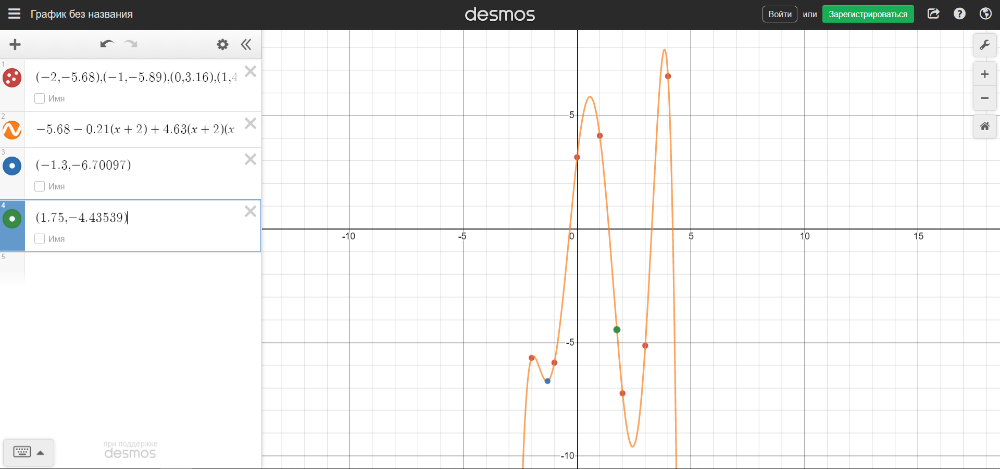 График без названия
desmos
Войти или Зарегистрироваться
1
(−2,−5.68),(−1,−5.89),(0,3.16),(1,4
Имя
2
−5.68 − 0.21(x + 2) + 4.63(x + 2)(x
3
(−1.3,−6.70097)
Имя
4
(1.75,−4.43539)
Имя
5
при поддержке
desmos
5
-10 -5 0 5 10 15
-5
-10